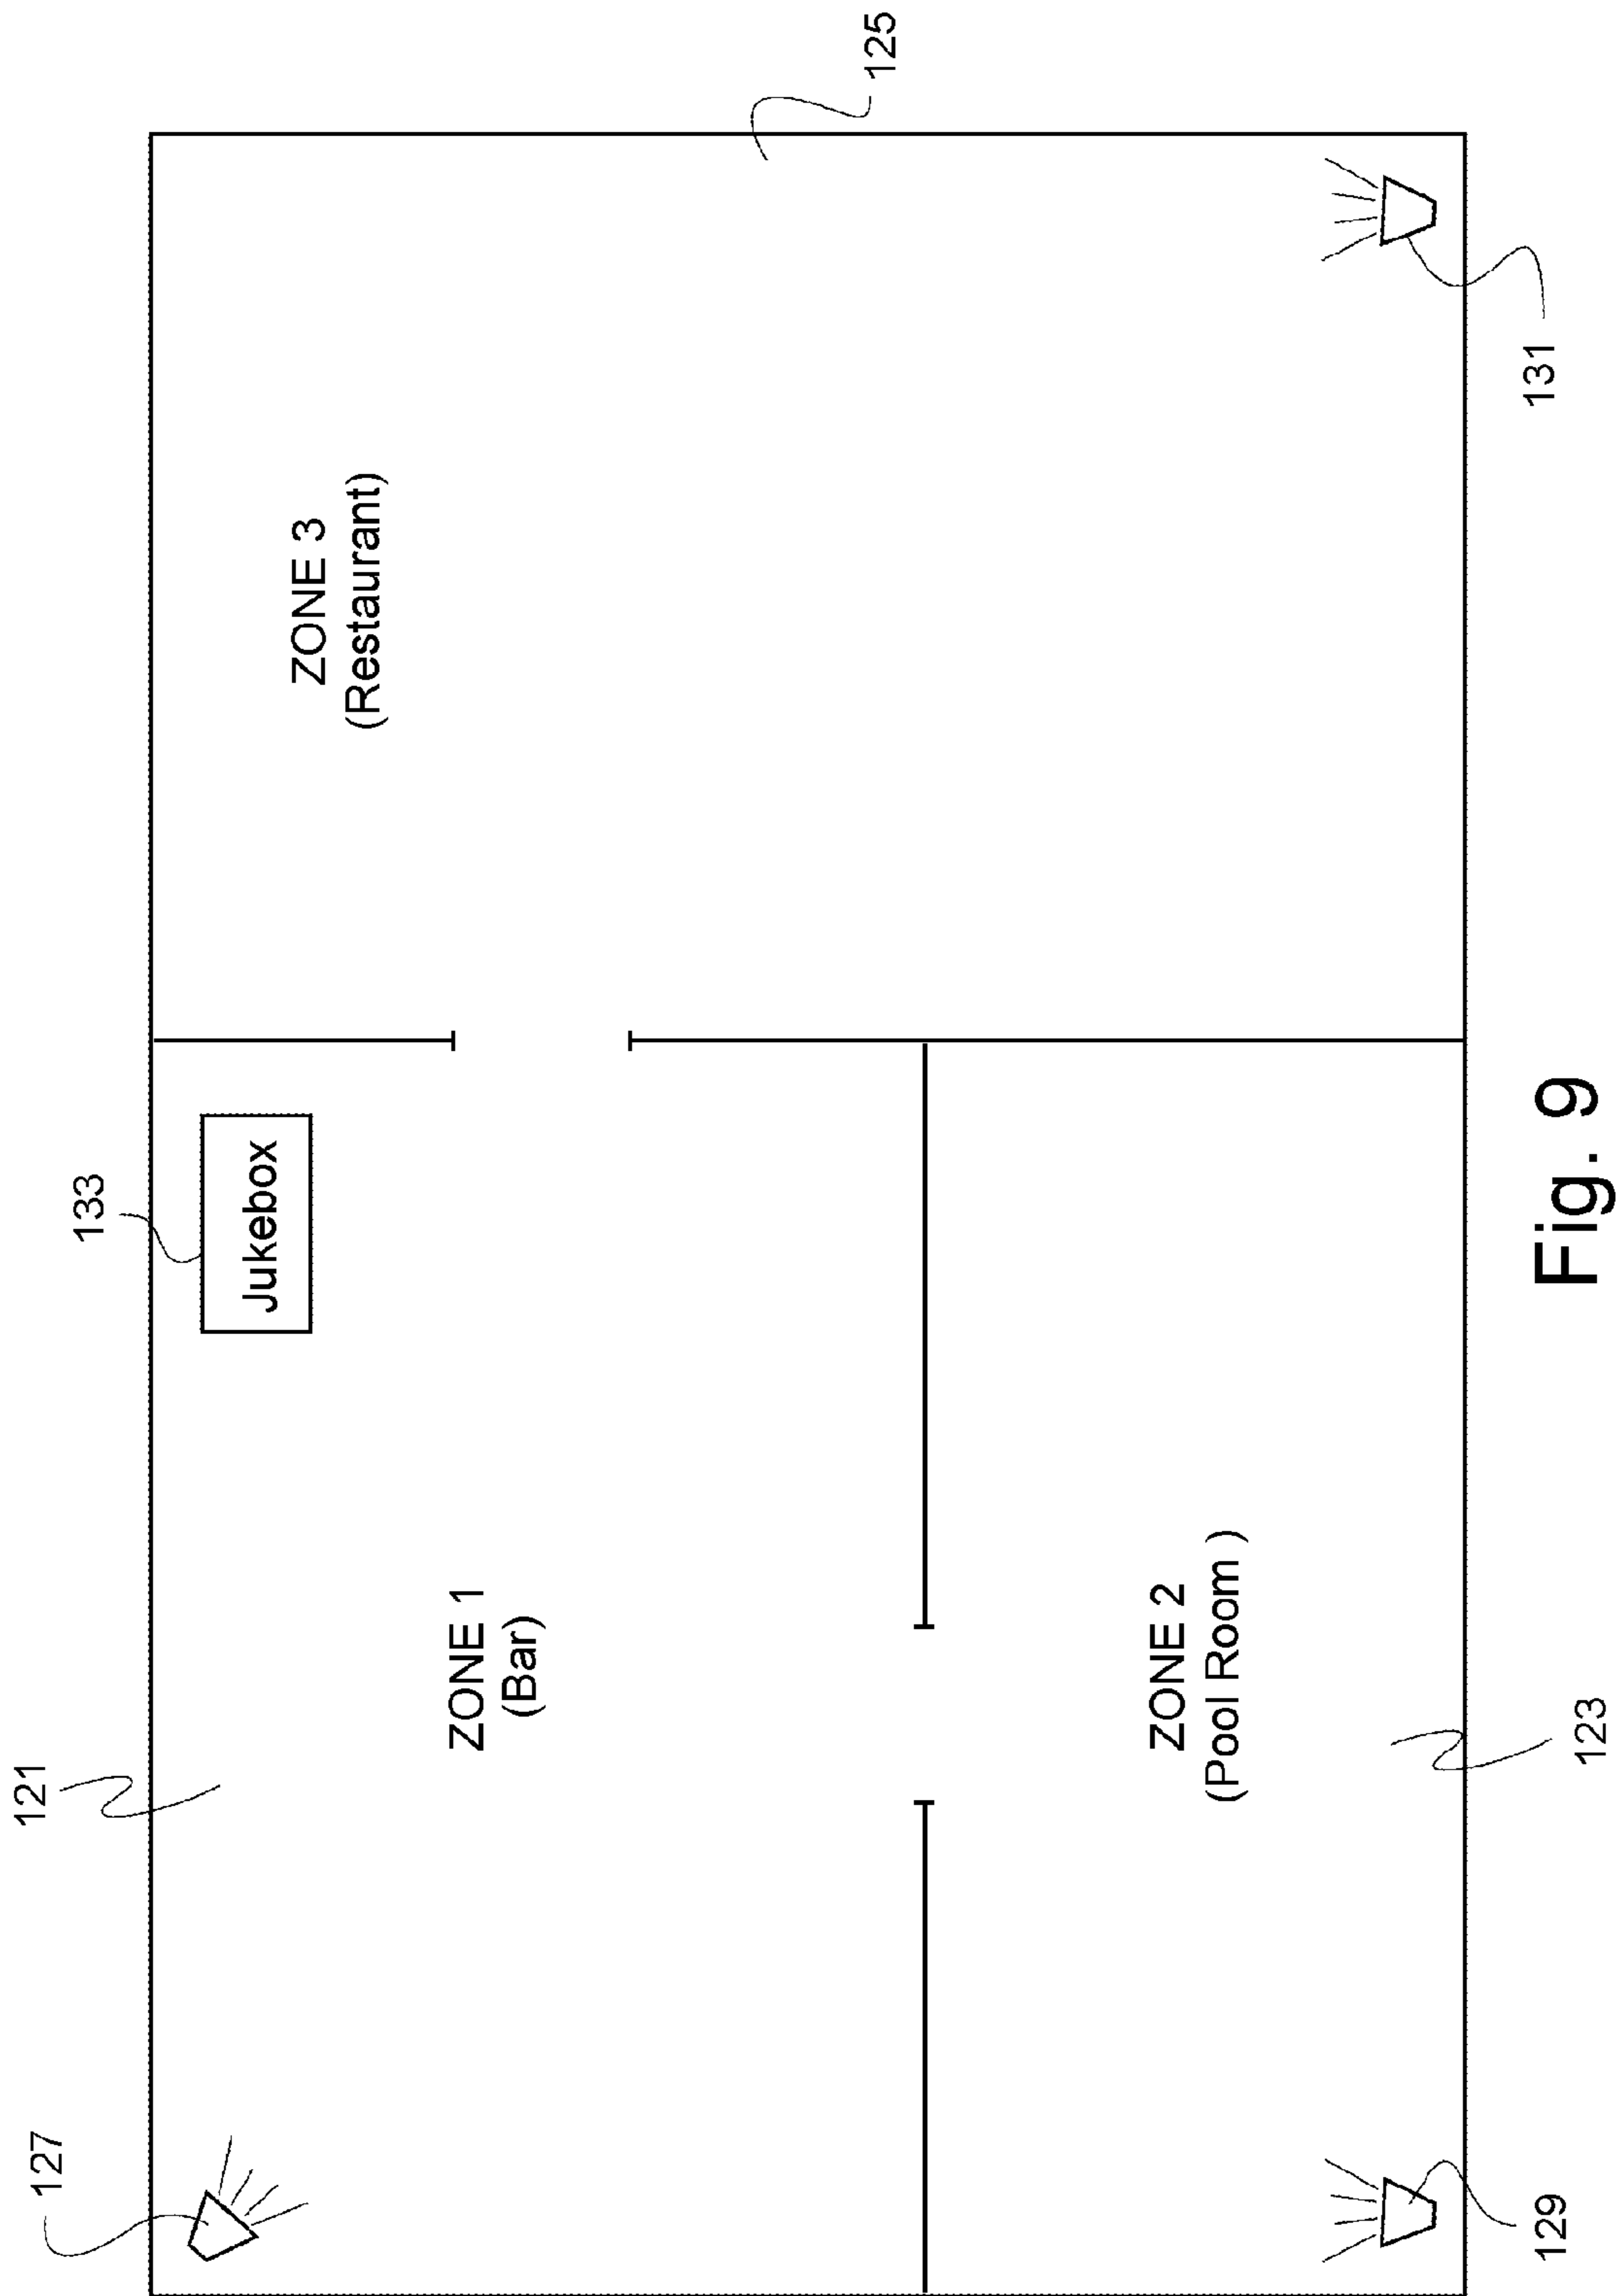 127
121
133
Jukebox
ZONE 3
(Restaurant)
ZONE 1
(Bar)
125
ZONE 2
(Pool Room )
129
123
131
Fig. 9